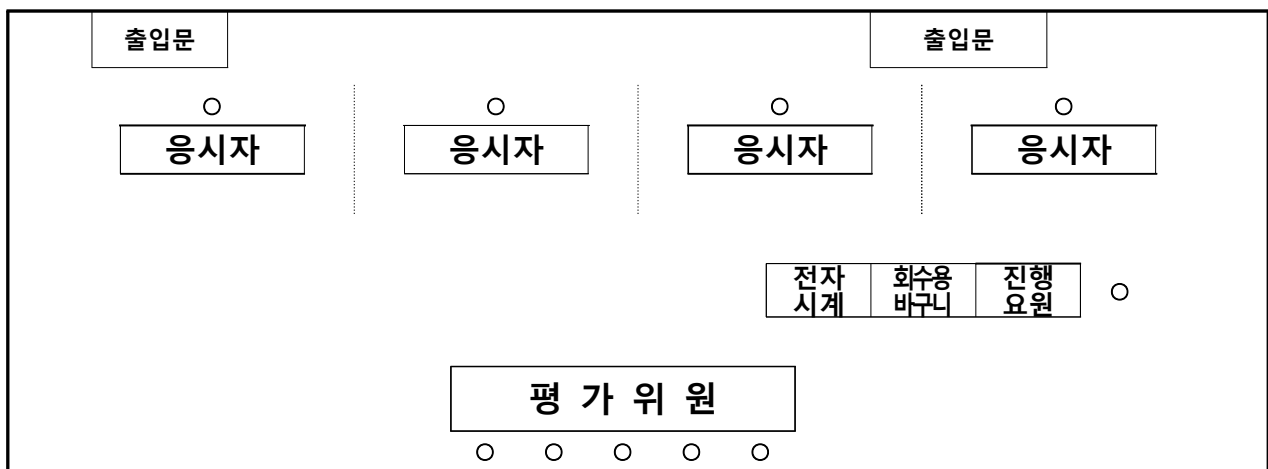 출입문 출입문
응시자 응시자 응시자 응시자
전자 회수용 진행
시계 바구니 요원
평 가 위 원